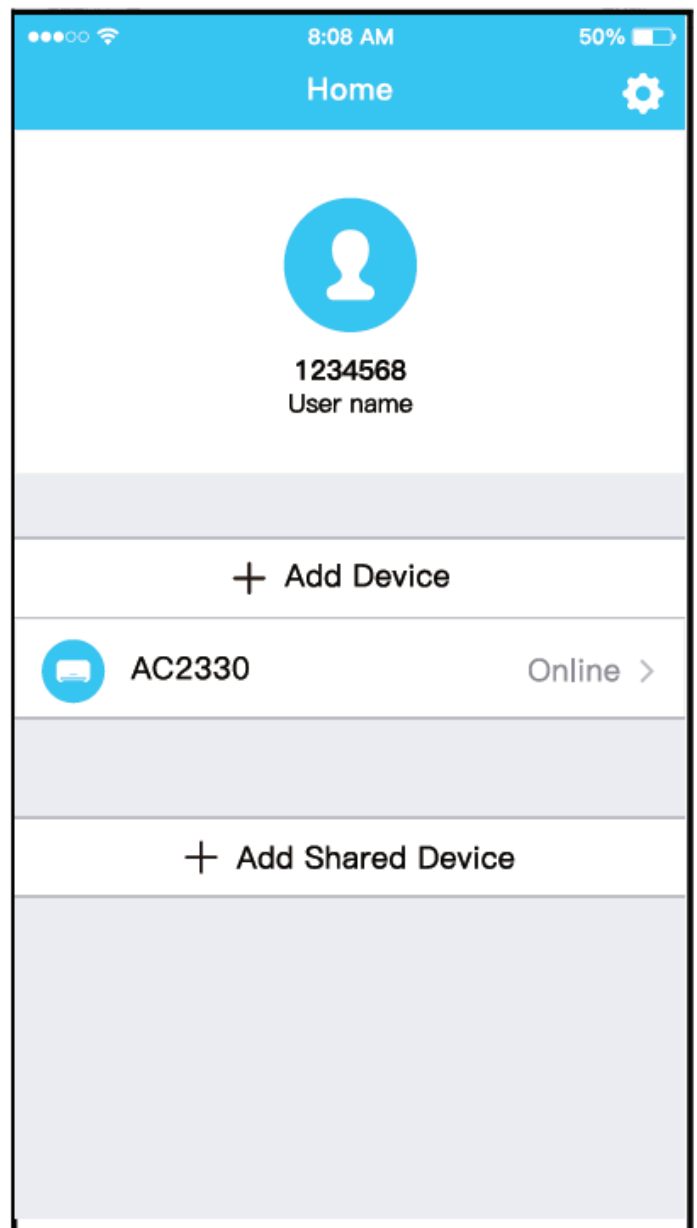 8:08 AM 50%
Home
1234568
User name
+ Add Device
AC2330 Online >
+ Add Shared Device